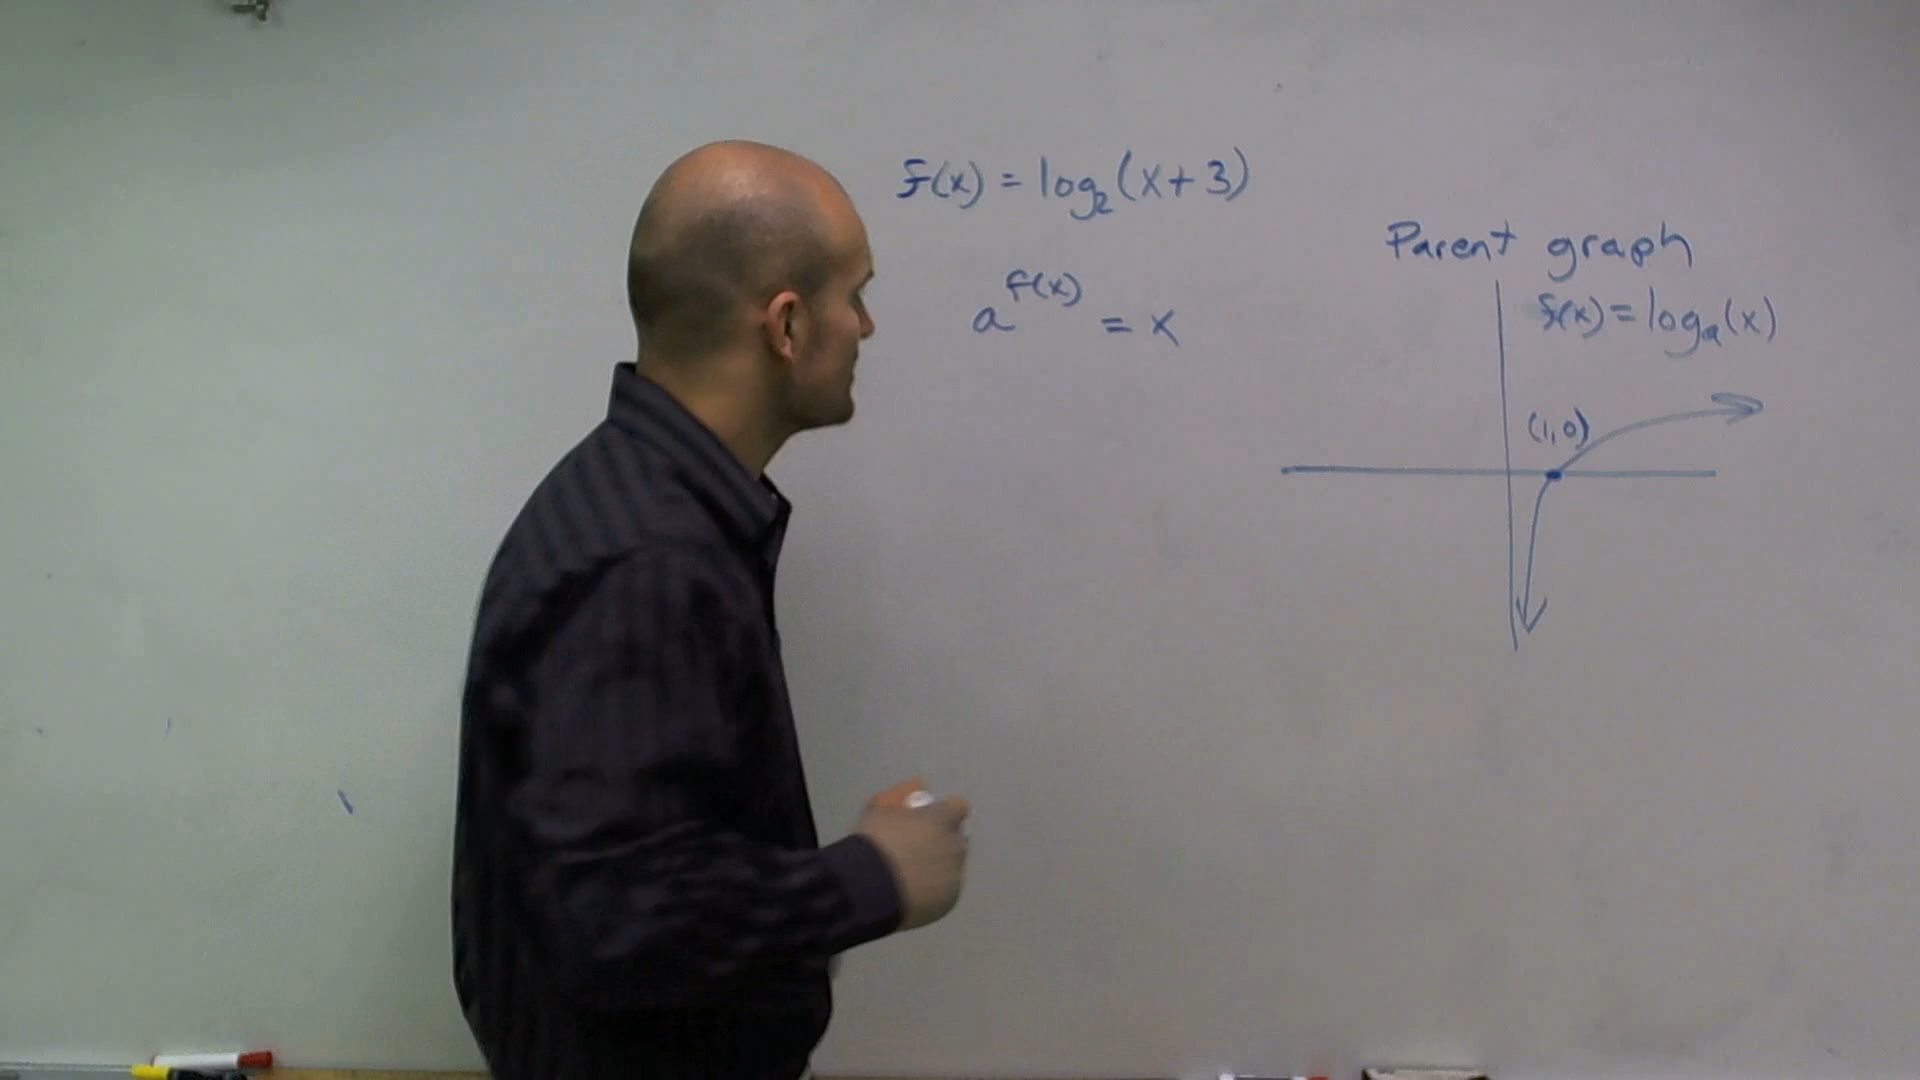 f(x) = log₂(x+3)
a^f(x) = x
Parent graph
f(x) = logₐ(x)
(1,0)